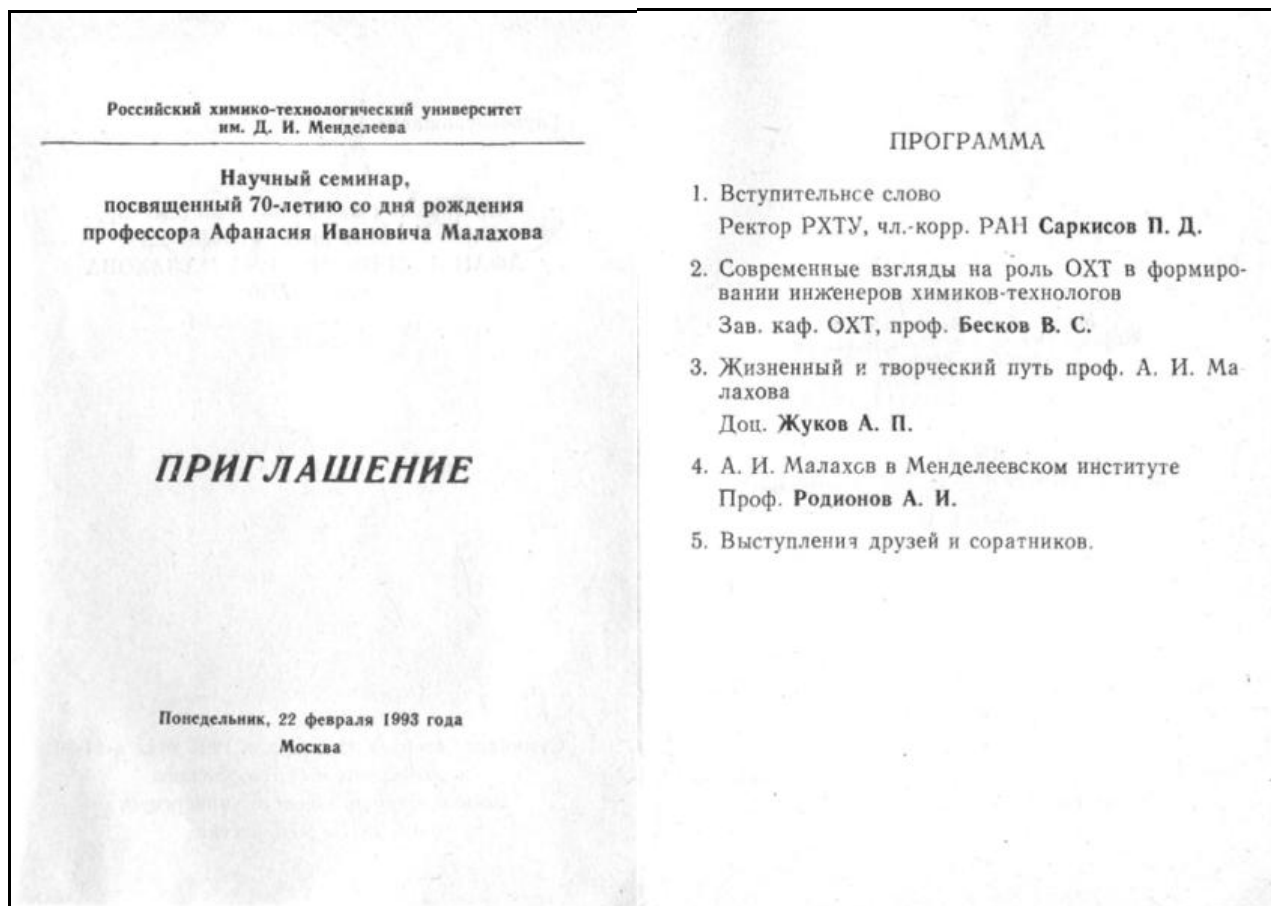 Российский химико-технологический университет
им. Д. И. Менделеева
Научный семинар,
посвященный 70-летию со дня рождения
профессора Афанасия Ивановича Малахова
ПРИГЛАШЕНИЕ
Понедельник, 22 февраля 1993 года
Москва
ПРОГРАММА
1. Вступительнсе слово
Ректор РХТУ, чл.-корр. РАН Саркисов П. Д.
2. Современные взгляды на роль ОХТ в формиро-
вании инженеров химиков-технологов
Зав. каф. ОХТ, проф. Бесков В. С.
3. Жизненный и творческий путь проф. А. И. Ма-
лахова
Доц. Жуков А. П.
4. А. И. Малахов в Менделеевском институте
Проф. Родионов А. И.
5. Выступления друзей и соратников.